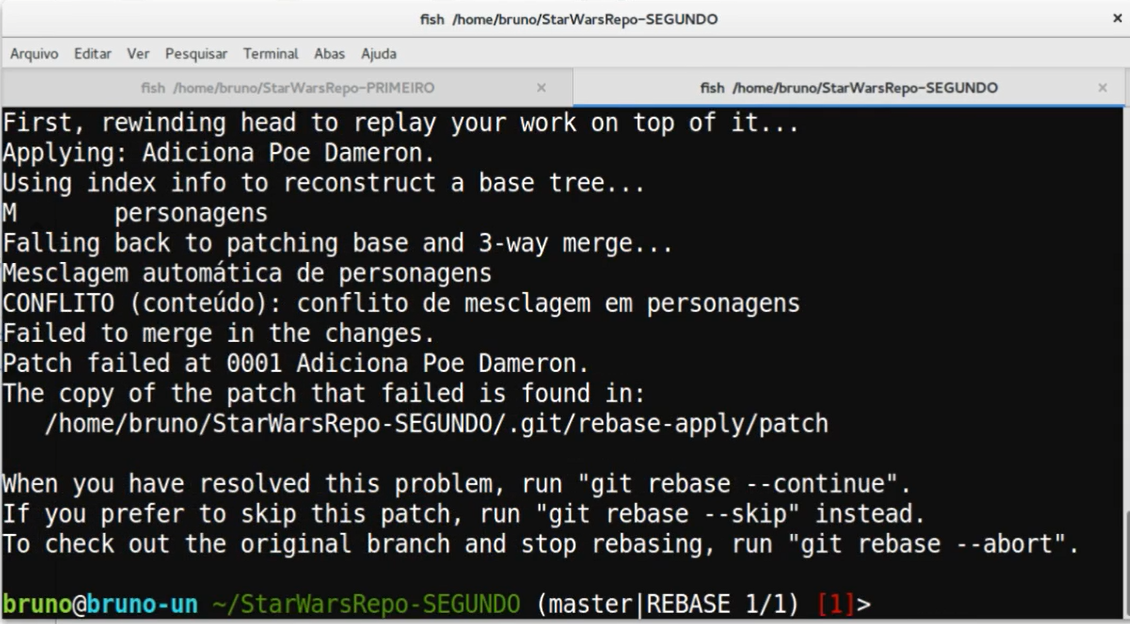 fish /home/bruno/StarWarsRepo-SEGUNDO ×
Arquivo Editar Ver Pesquisar Terminal Abas Ajuda
fish /home/bruno/StarWarsRepo-PRIMEIRO × fish /home/bruno/StarWarsRepo-SEGUNDO ×
First, rewinding head to replay your work on top of it...
Applying: Adiciona Poe Dameron.
Using index info to reconstruct a base tree...
M       personagens
Falling back to patching base and 3-way merge...
Mesclagem automática de personagens
CONFLITO (conteúdo): conflito de mesclagem em personagens
Failed to merge in the changes.
Patch failed at 0001 Adiciona Poe Dameron.
The copy of the patch that failed is found in:
   /home/bruno/StarWarsRepo-SEGUNDO/.git/rebase-apply/patch
When you have resolved this problem, run "git rebase --continue".
If you prefer to skip this patch, run "git rebase --skip" instead.
To check out the original branch and stop rebasing, run "git rebase --abort".
bruno@bruno-un ~/StarWarsRepo-SEGUNDO (master|REBASE 1/1) [1]>